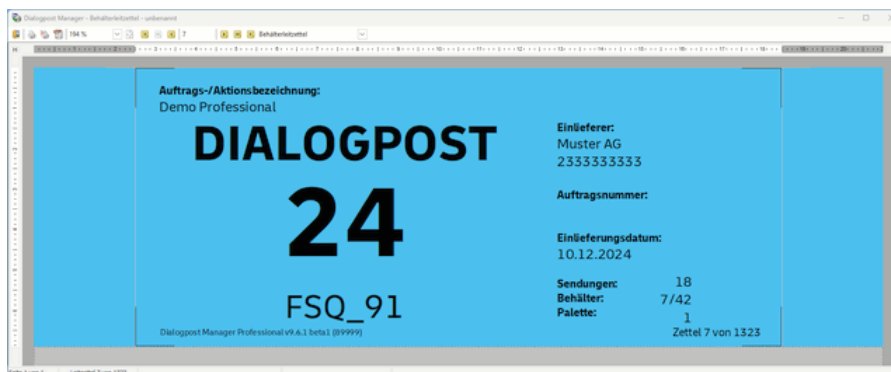 Dialogpost Manager - Behälterleitzettel - unbenannt
194 %
7
Behälterleitzettel
Auftrags-/Aktionsbezeichnung:
Demo Professional
DIALOGPOST
24
FSQ_91
Dialogpost Manager Professional v9.6.1 beta1 (89999)
Einlieferer:
Muster AG
2333333333
Auftragsnummer:
Einlieferungsdatum:
10.12.2024
Sendungen: 18
Behälter: 7/42
Palette: 1
Zettel 7 von 1323